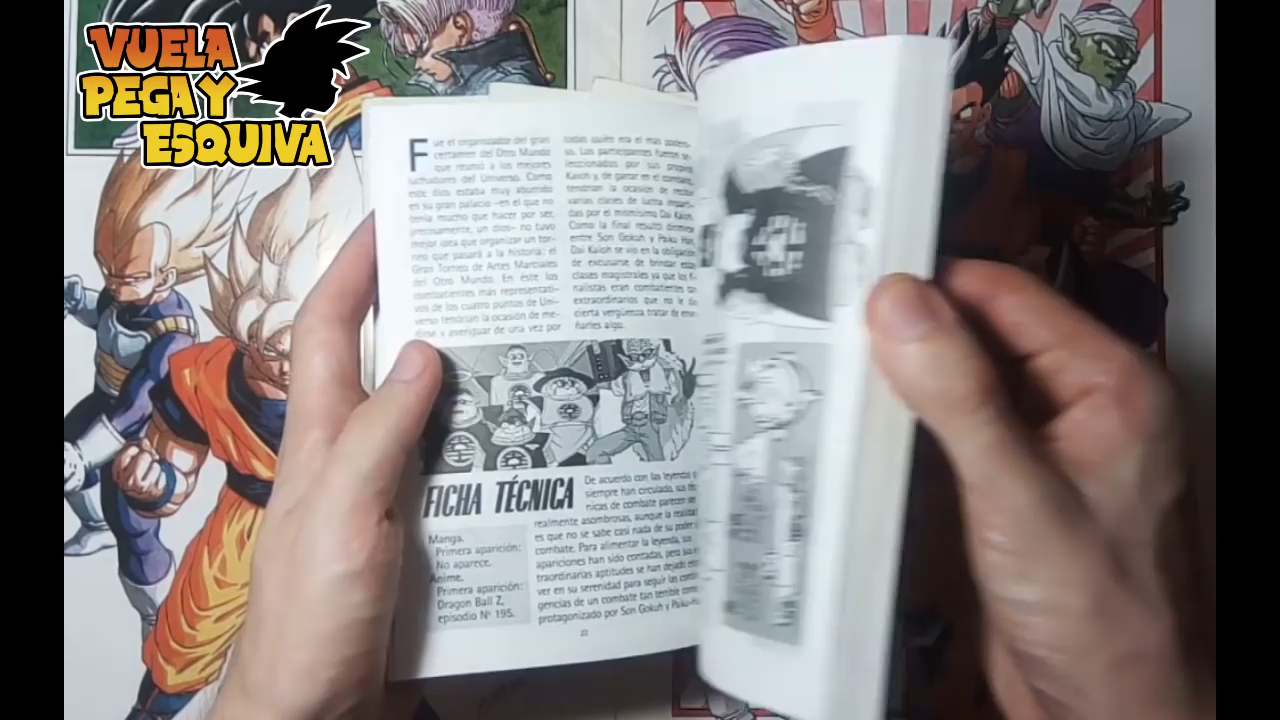 VUELA
PEGA Y
ESQUIVA
Fue el organizador del gran
certamen del Otro Mundo
que reunió a los mejores
luchadores del Universo. Como
este dios estaba muy aburrido
en su gran palacio –en el que no
tenía mucho que hacer por ser,
precisamente, un dios– no tuvo
mejor idea que organizar un tor-
neo que pasará a la historia: el
Gran Torneo de Artes Marciales
del Otro Mundo. En éste los
combatientes más representati-
vos de los cuatro puntos de Uni-
verso tendrían la ocasión de me-
dirse y averiguar de una vez por
todas quién era el más podero-
so. Los participantes fueron se-
leccionados por sus propios
Kaioh y, de ganar en el combate,
tendrían la ocasión de recibir
varias clases de lucha imparti-
das por el mismísimo Dai Kaioh.
Como la final resultó
entre Son Gokuh y Paiku Han,
Dai Kaioh se vio en la obligación
de excusarse de brindar estas
clases magistrales ya que los fi-
nalistas eran combatientes tan
extraordinarios que no le dio
cierta vergüenza tratar de ense-
ñarles algo.
FICHA TÉCNICA
Manga.
Primera aparición:
No aparece.
Anime.
Primera aparición:
Dragon Ball Z,
episodio Nº 195.
De acuerdo con las leyendas
siempre han circulado, sus téc-
nicas de combate parecen ser
realmente asombrosas, aunque la realidad
es que no se sabe casi nada de su poder
combate. Para alimentar la leyenda, sus
apariciones han sido contadas, pero sus
traordinarias aptitudes se han dejado
ver en su serenidad para seguir las contin-
gencias de un combate tan temible como
protagonizado por Son Gokuh y Paiku-Ha
22